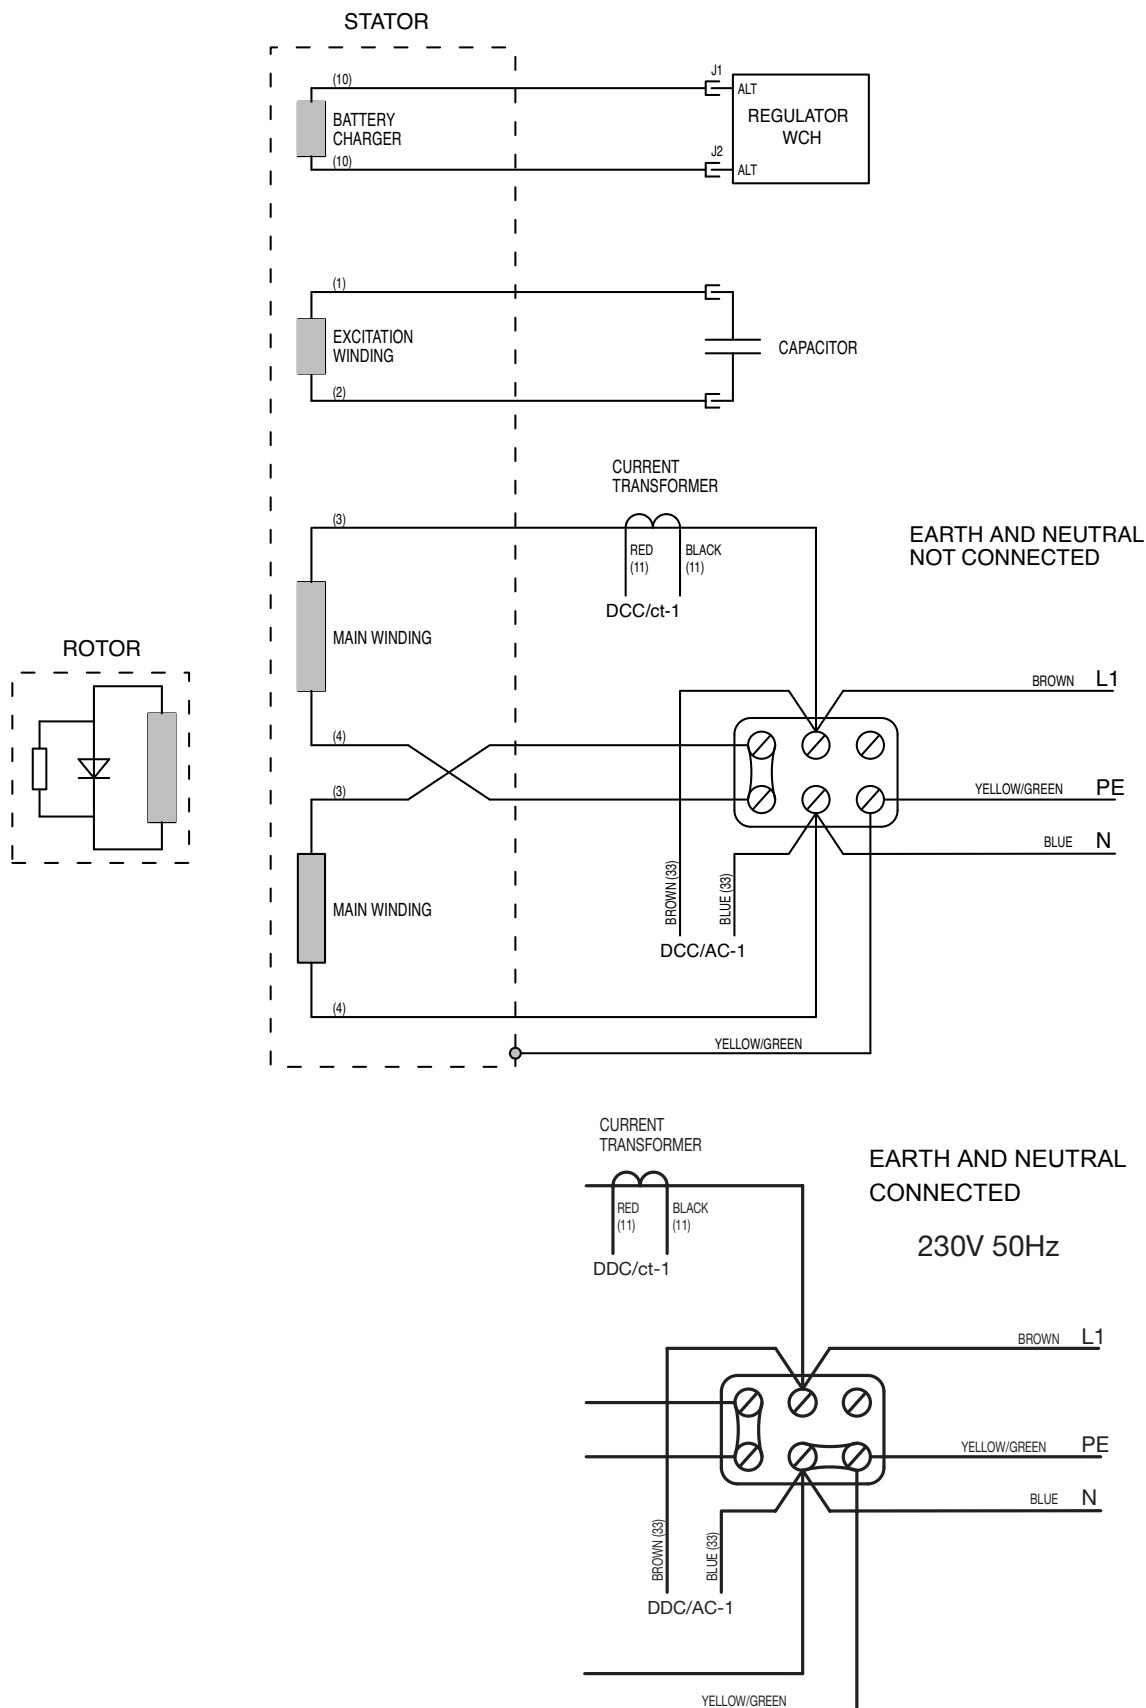 STATOR
(10)
J1
ALT
BATTERY
CHARGER
REGULATOR
WCH
(10)
J2
ALT
(1)
EXCITATION
WINDING
CAPACITOR
(2)
CURRENT
TRANSFORMER
(3)
RED
(11)
BLACK
(11)
DCC/ct-1
EARTH AND NEUTRAL
NOT CONNECTED
MAIN WINDING
ROTOR
BROWN L1
(4)
(3)
YELLOW/GREEN PE
BLUE N
MAIN WINDING
BROWN (33)
BLUE (33)
DCC/AC-1
(4)
YELLOW/GREEN
CURRENT
TRANSFORMER
EARTH AND NEUTRAL
CONNECTED
RED
(11)
BLACK
(11)
DDC/ct-1
230V 50Hz
BROWN L1
YELLOW/GREEN PE
BLUE N
BROWN (33)
BLUE (33)
DDC/AC-1
YELLOW/GREEN